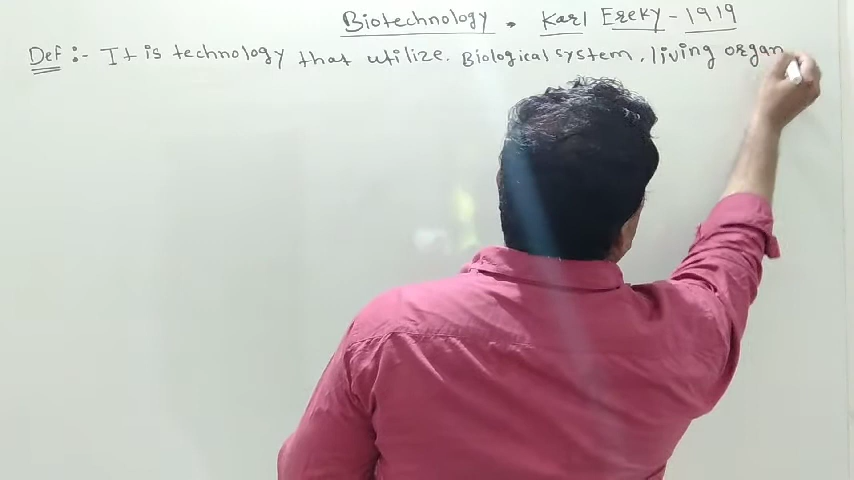 Biotechnology • Karl Ereky - 1919
Def :- It is technology that utilize. Biological system, living organ